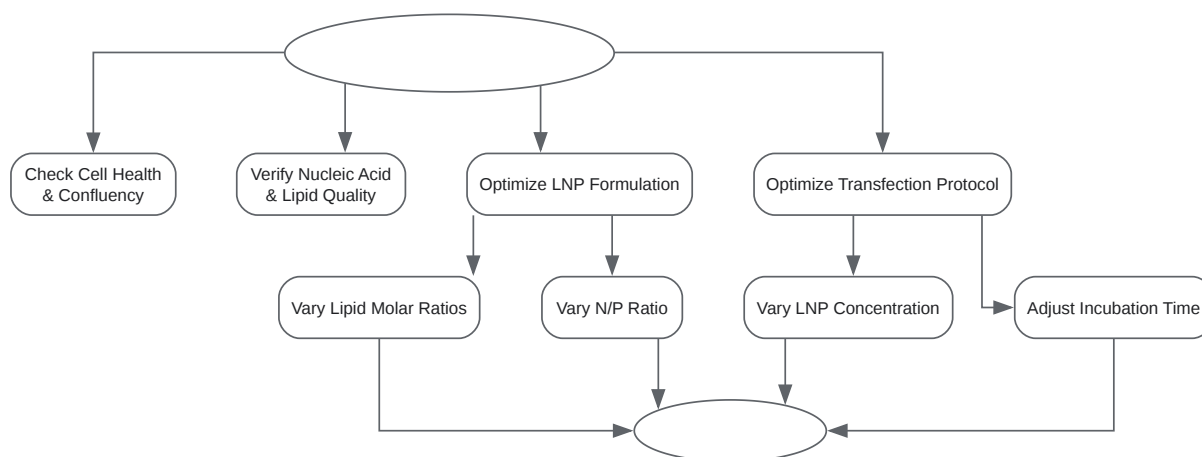 Check Cell Health
& Confluency
Verify Nucleic Acid
& Lipid Quality
Optimize LNP Formulation
Optimize Transfection Protocol
Vary Lipid Molar Ratios
Vary N/P Ratio
Vary LNP Concentration
Adjust Incubation Time